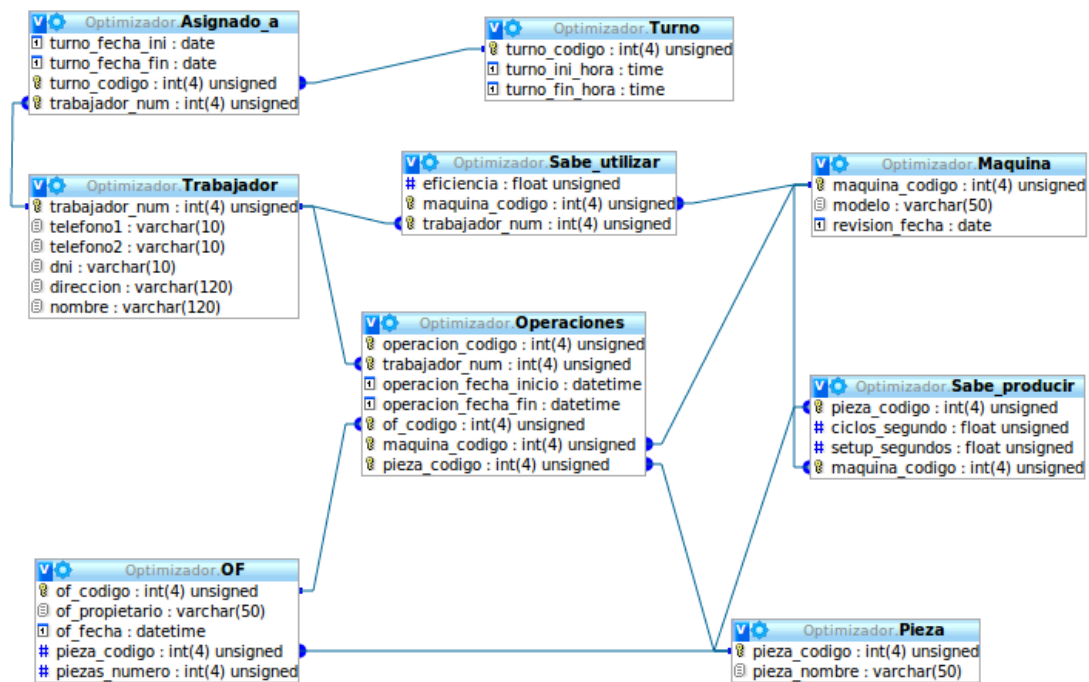 Optimizador.Asignado_a
turno_fecha_ini : date
turno_fecha_fin : date
turno_codigo : int(4) unsigned
trabajador_num : int(4) unsigned
Optimizador.Turno
turno_codigo : int(4) unsigned
turno_ini_hora : time
turno_fin_hora : time
Optimizador.Trabajador
trabajador_num : int(4) unsigned
telefono1 : varchar(10)
telefono2 : varchar(10)
dni : varchar(10)
direccion : varchar(120)
nombre : varchar(120)
Optimizador.Sabe_utilizar
# eficiencia : float unsigned
maquina_codigo : int(4) unsigned
trabajador_num : int(4) unsigned
Optimizador.Maquina
maquina_codigo : int(4) unsigned
modelo : varchar(50)
revision_fecha : date
Optimizador.Operaciones
operacion_codigo : int(4) unsigned
trabajador_num : int(4) unsigned
operacion_fecha_inicio : datetime
operacion_fecha_fin : datetime
of_codigo : int(4) unsigned
maquina_codigo : int(4) unsigned
pieza_codigo : int(4) unsigned
Optimizador.Sabe_producir
pieza_codigo : int(4) unsigned
# ciclos_segundo : float unsigned
# setup_segundos : float unsigned
maquina_codigo : int(4) unsigned
Optimizador.OF
of_codigo : int(4) unsigned
of_propietario : varchar(50)
of_fecha : datetime
# pieza_codigo : int(4) unsigned
# piezas_numero : int(4) unsigned
Optimizador.Pieza
pieza_codigo : int(4) unsigned
pieza_nombre : varchar(50)